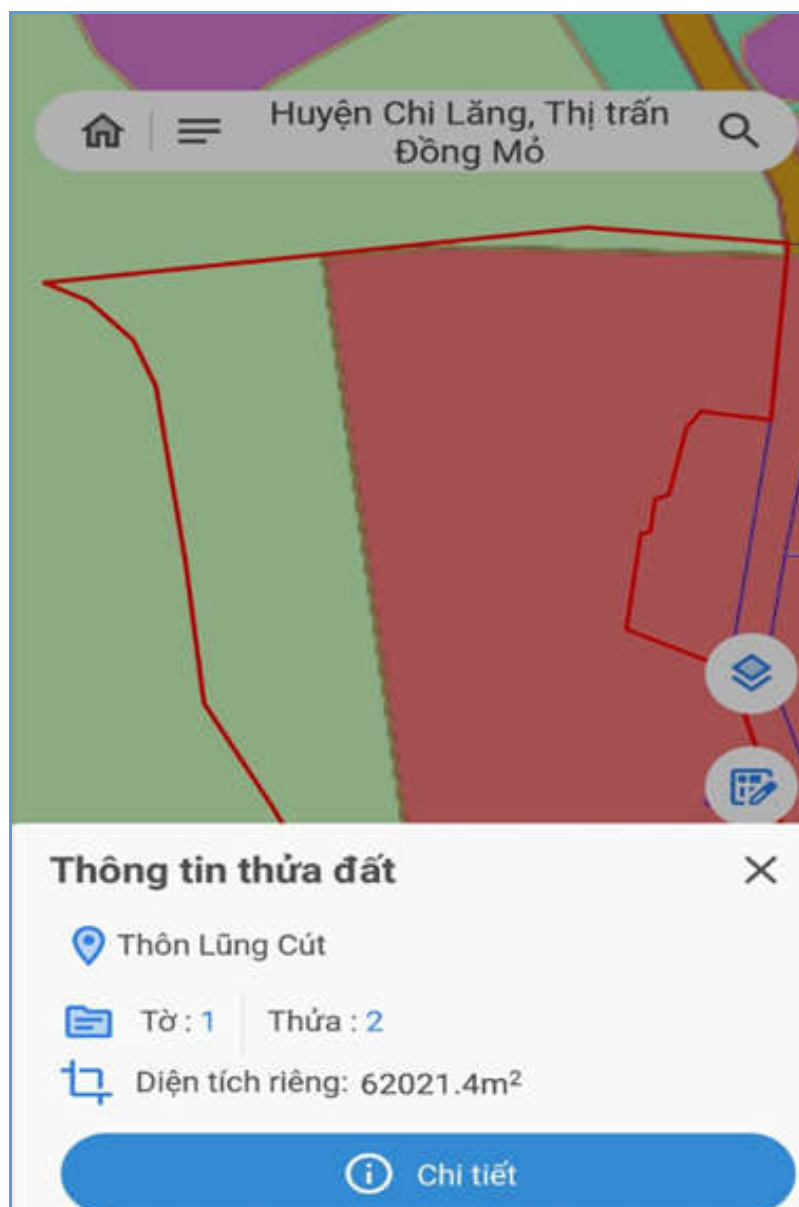 Huyện Chi Lăng, Thị trấn
Đồng Mỏ
Thông tin thửa đất
Thôn Lũng Cút
Tờ : 1 Thửa : 2
Diện tích riêng: 62021.4m²
Chi tiết